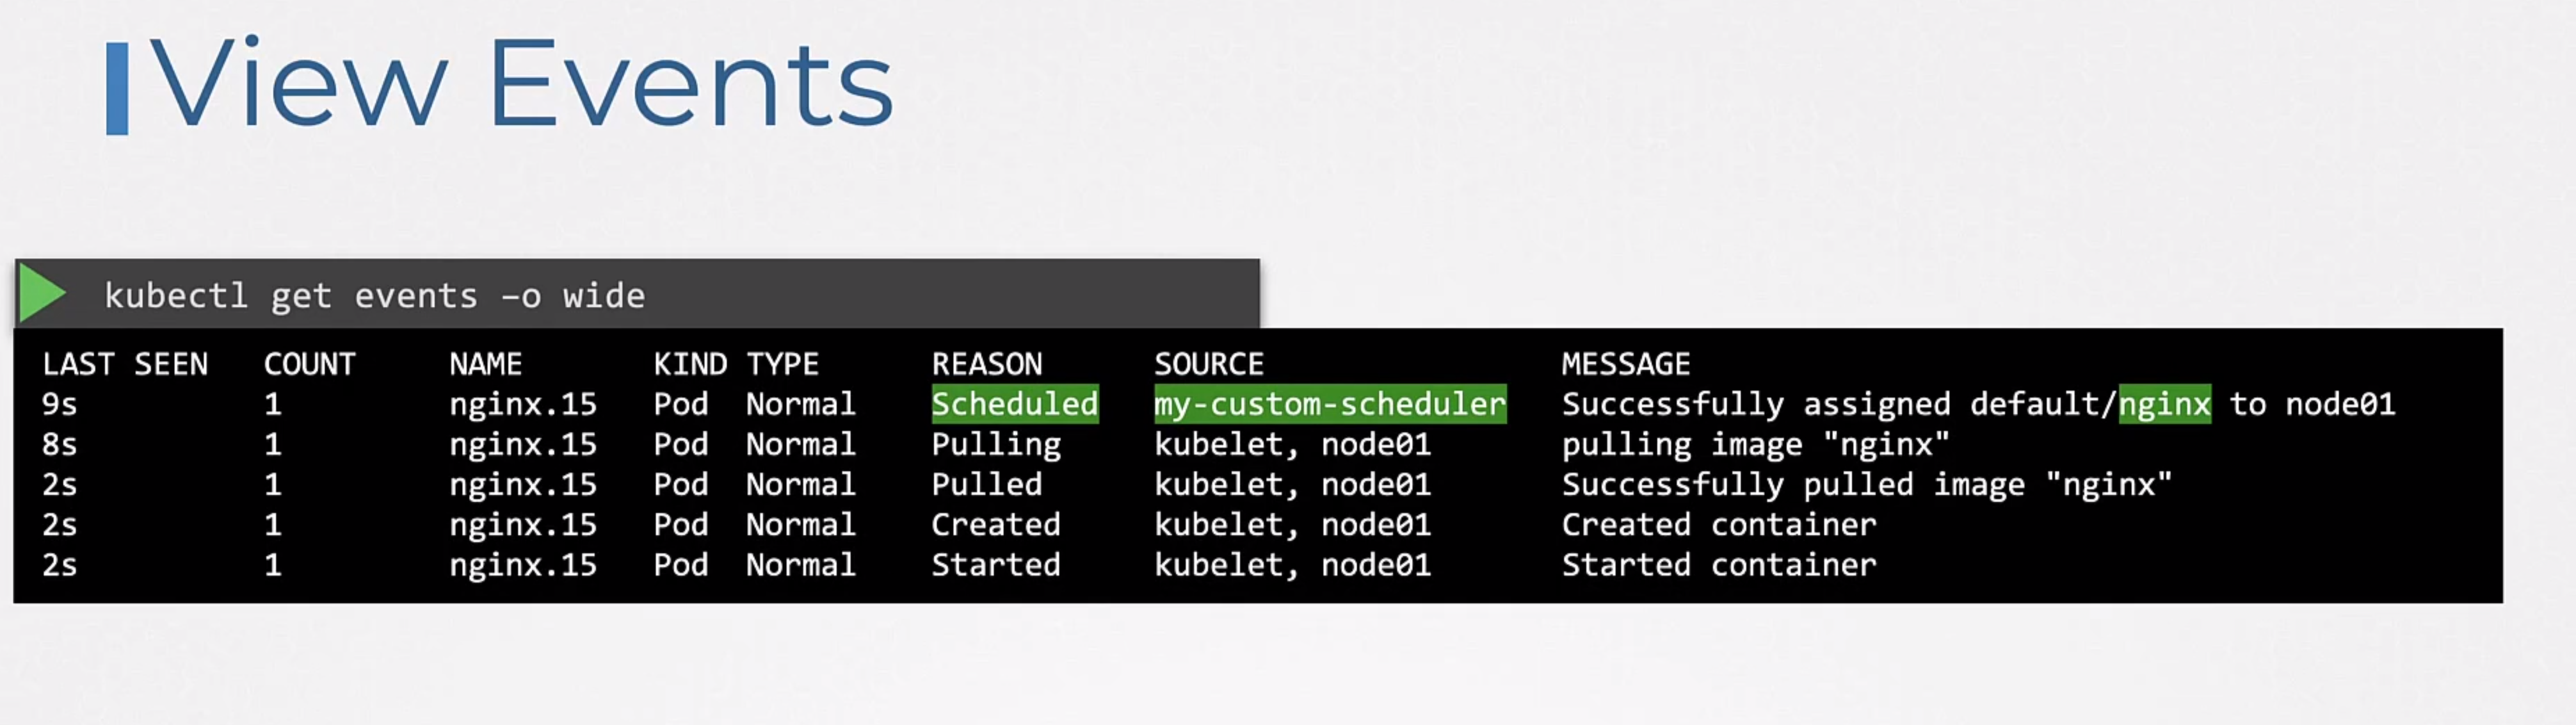 View Events
kubectl get events –o wide
LAST SEEN COUNT NAME KIND TYPE REASON SOURCE MESSAGE
9s 1 nginx.15 Pod Normal Scheduled my-custom-scheduler Successfully assigned default/nginx to node01
8s 1 nginx.15 Pod Normal Pulling kubelet, node01 pulling image "nginx"
2s 1 nginx.15 Pod Normal Pulled kubelet, node01 Successfully pulled image "nginx"
2s 1 nginx.15 Pod Normal Created kubelet, node01 Created container
2s 1 nginx.15 Pod Normal Started kubelet, node01 Started container